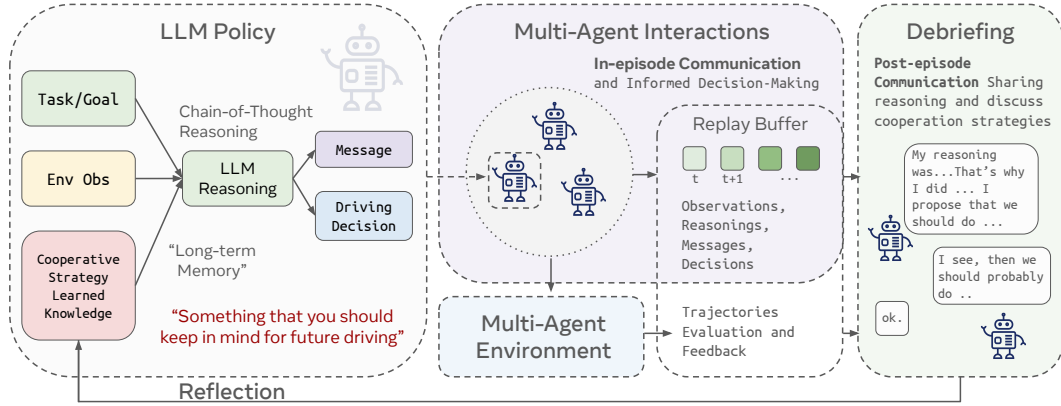 LLM Policy
Task/Goal
Env Obs
Cooperative
Strategy
Learned
Knowledge
Chain-of-Thought
Reasoning
LLM
Reasoning
Message
Driving
Decision
“Long-term
Memory”
“Something that you should
keep in mind for future driving”
Reflection
Multi-Agent Interactions
In-episode Communication
and Informed Decision-Making
Replay Buffer
t t+1 ...
Observations,
Reasonings,
Messages,
Decisions
Multi-Agent
Environment
Trajectories
Evaluation and
Feedback
Debriefing
Post-episode
Communication Sharing
reasoning and discuss
cooperation strategies
My reasoning
was...That’s why
I did ... I
propose that we
should do ...
I see, then we
should probably
do ..
ok.